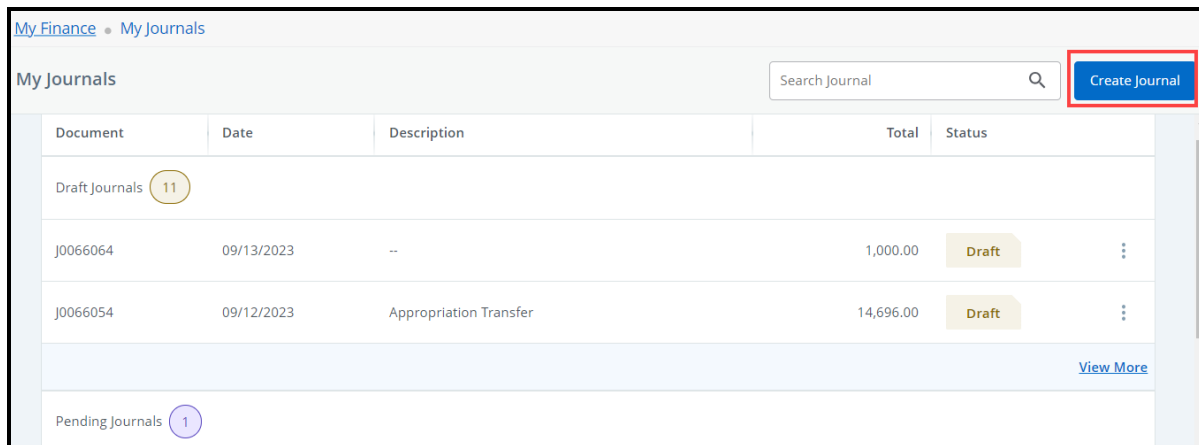 My Finance • My Journals
My Journals
Search Journal
Create Journal
Document Date Description Total Status
Draft Journals 11
J0066064 09/13/2023 -- 1,000.00 Draft
J0066054 09/12/2023 Appropriation Transfer 14,696.00 Draft
View More
Pending Journals 1